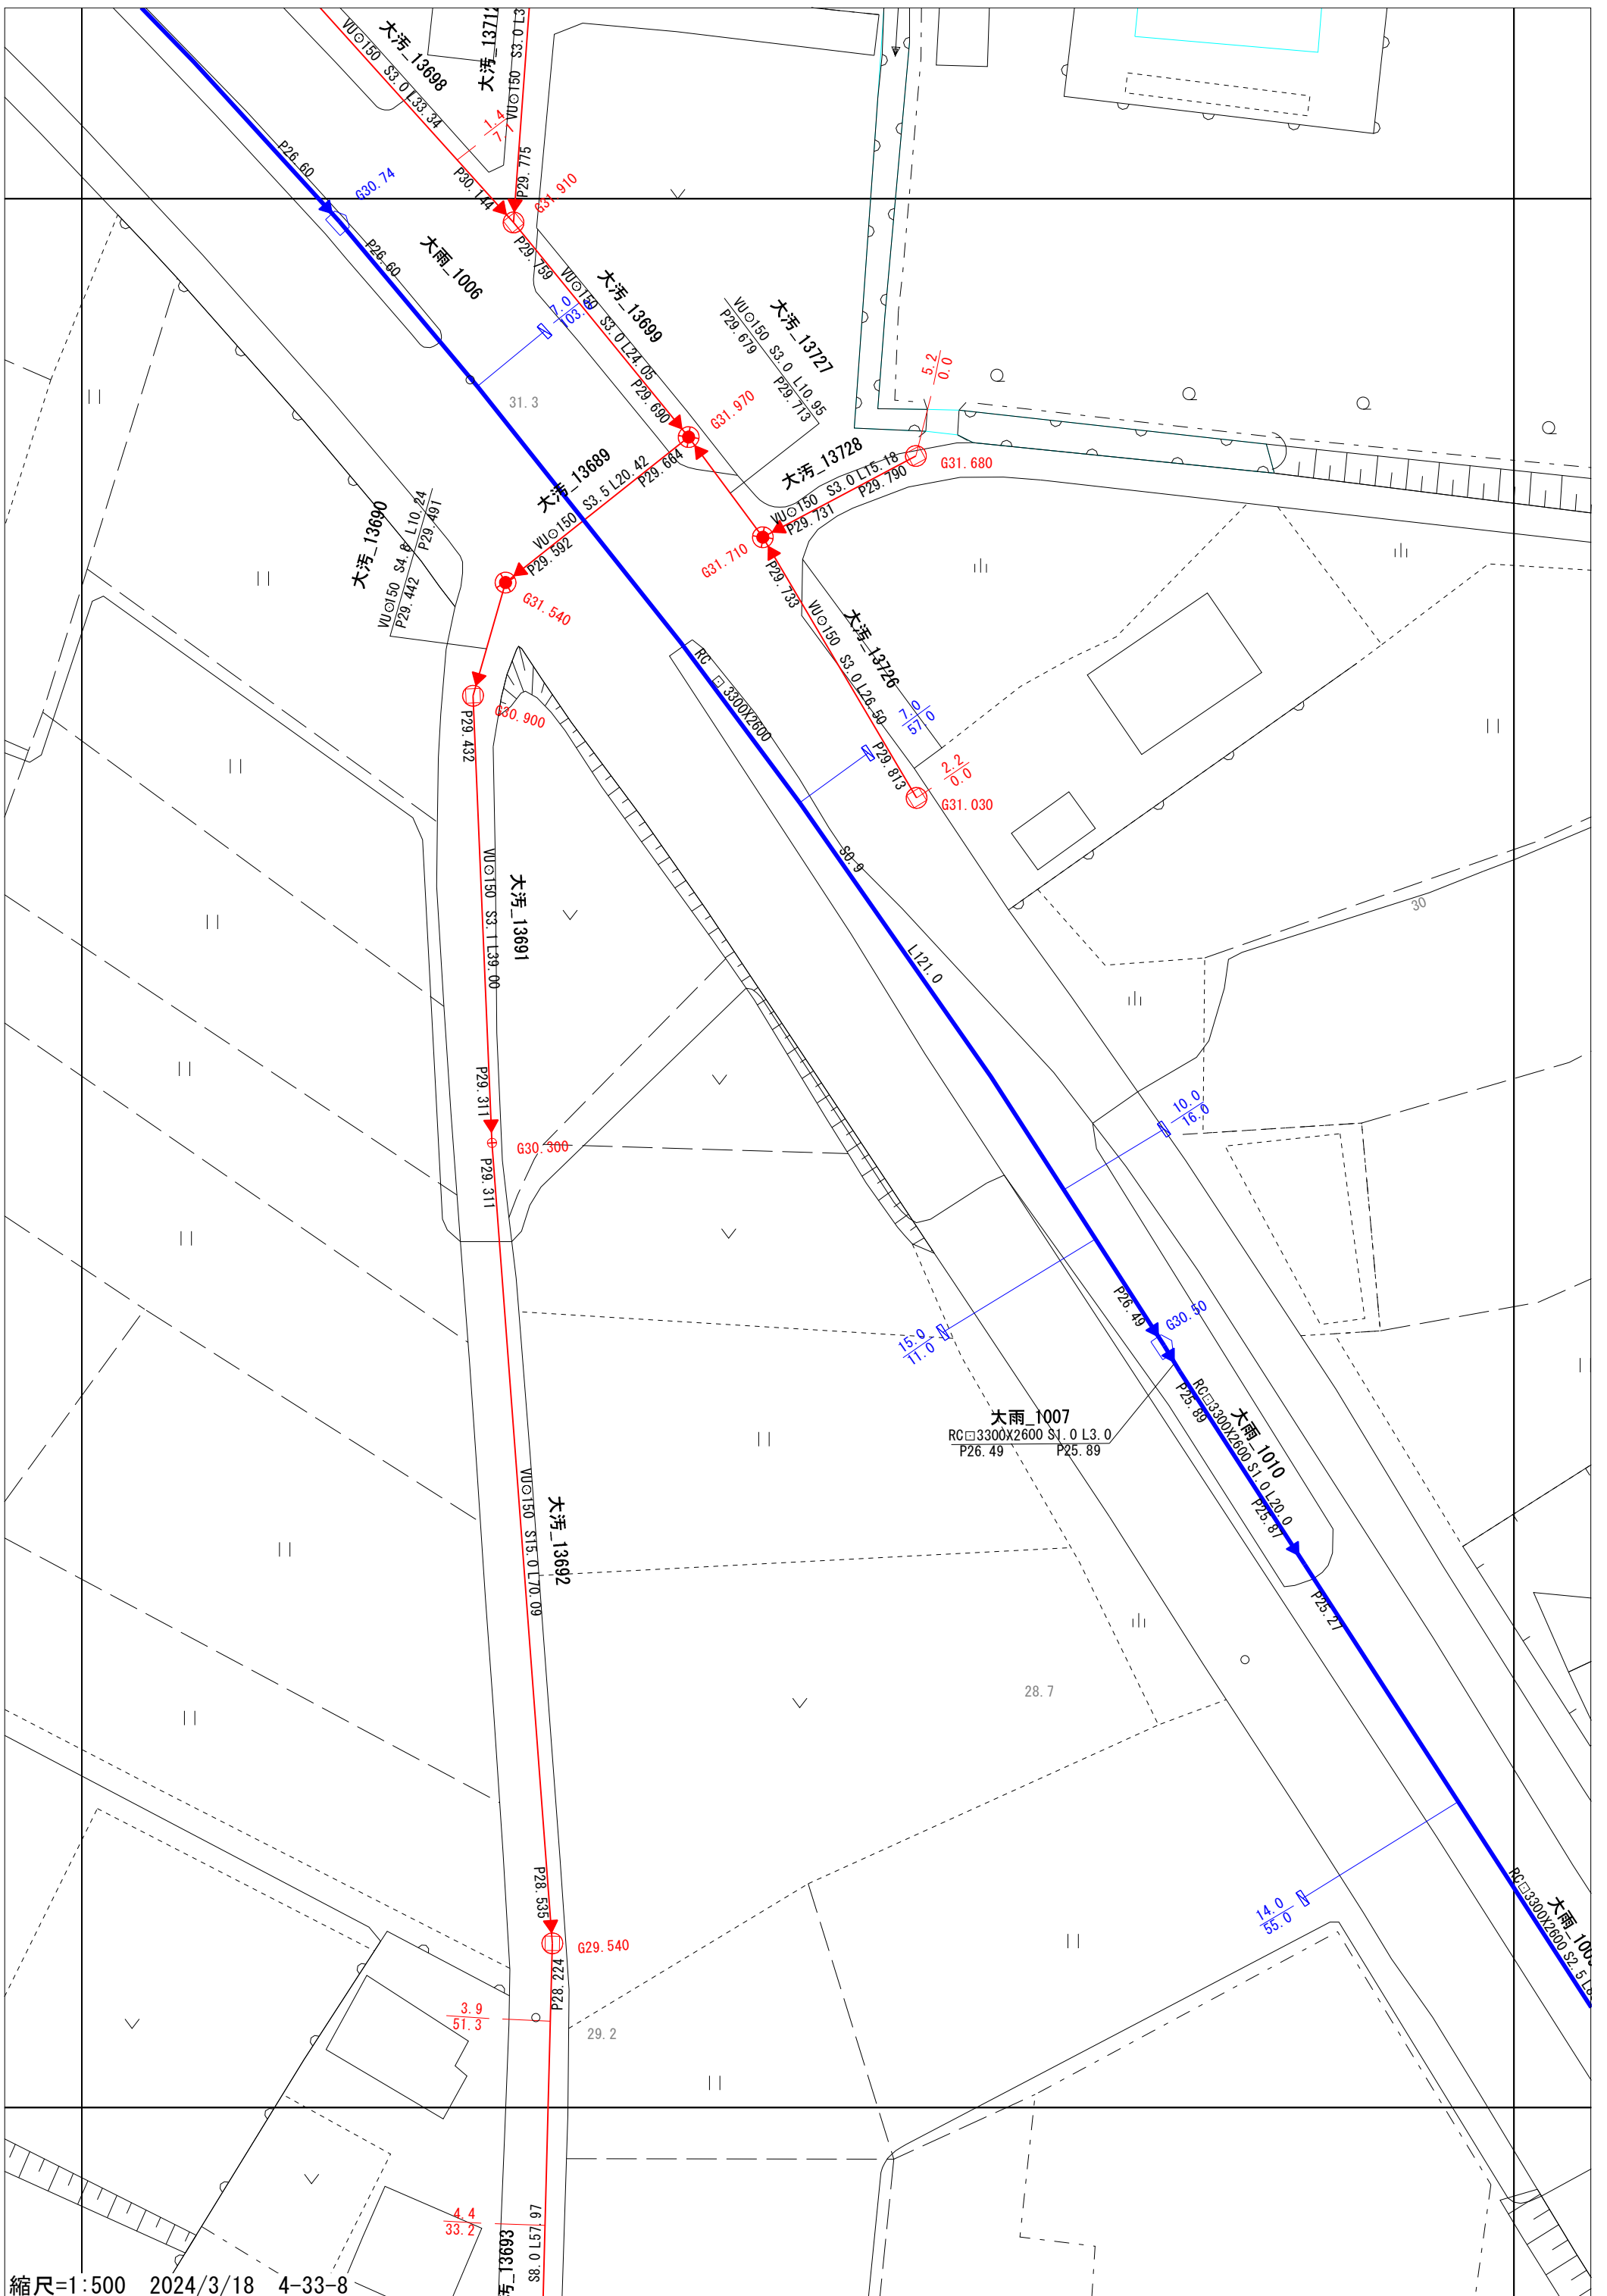 大汚_13698
VU⊙150 S3.0 L33.34
大汚_13712
VU⊙150 S3.0 L3
1.4
7.7
P30.144
P29.775
G31.910
P26.60
G30.74
P26.60
大雨_1006
P29.759
大汚_13699
VU⊙150 S3.0 L24.05
7.0
P29.690
31.3
大汚_13727
VU⊙150 S3.0 L10.95
P29.679 P29.713
G31.970
5.2
0.0
大汚_13728
VU⊙150 S3.0 L15.18
P29.731 P29.790
G31.680
大汚_13689
VU⊙150 S3.5 L20.42
P29.592 P29.664
大汚_13690
VU⊙150 S4.8 L10.24
P29.442 P29.491
G31.540
G31.710
P29.733
大汚_13726
VU⊙150 S3.0 L26.50
P29.813
7.0
57.0
2.2
0.0
G31.030
RC□3300X2600
S0.9
L121.0
G30.900
P29.432
大汚_13691
VU⊙150 S3.1 L39.00
P29.311
G30.300
P29.311
30
10.0
16.0
15.0
11.0
P26.49
G30.50
大雨_1007
RC□3300X2600 S1.0 L3.0
P26.49 P25.89
P25.89
大雨_1010
RC□3300X2600 S1.0 L20.0
P25.87
P25.27
大汚_13692
VU⊙150 S15.0 L70.09
28.7
P28.535
G29.540
P28.224
3.9
51.3
29.2
14.0
55.0
大雨_100
RC□3300X2600 S2.5 L
4.4
33.2
汚_13693
S8.0 L57.97
縮尺=1:500 2024/3/18 4-33-8